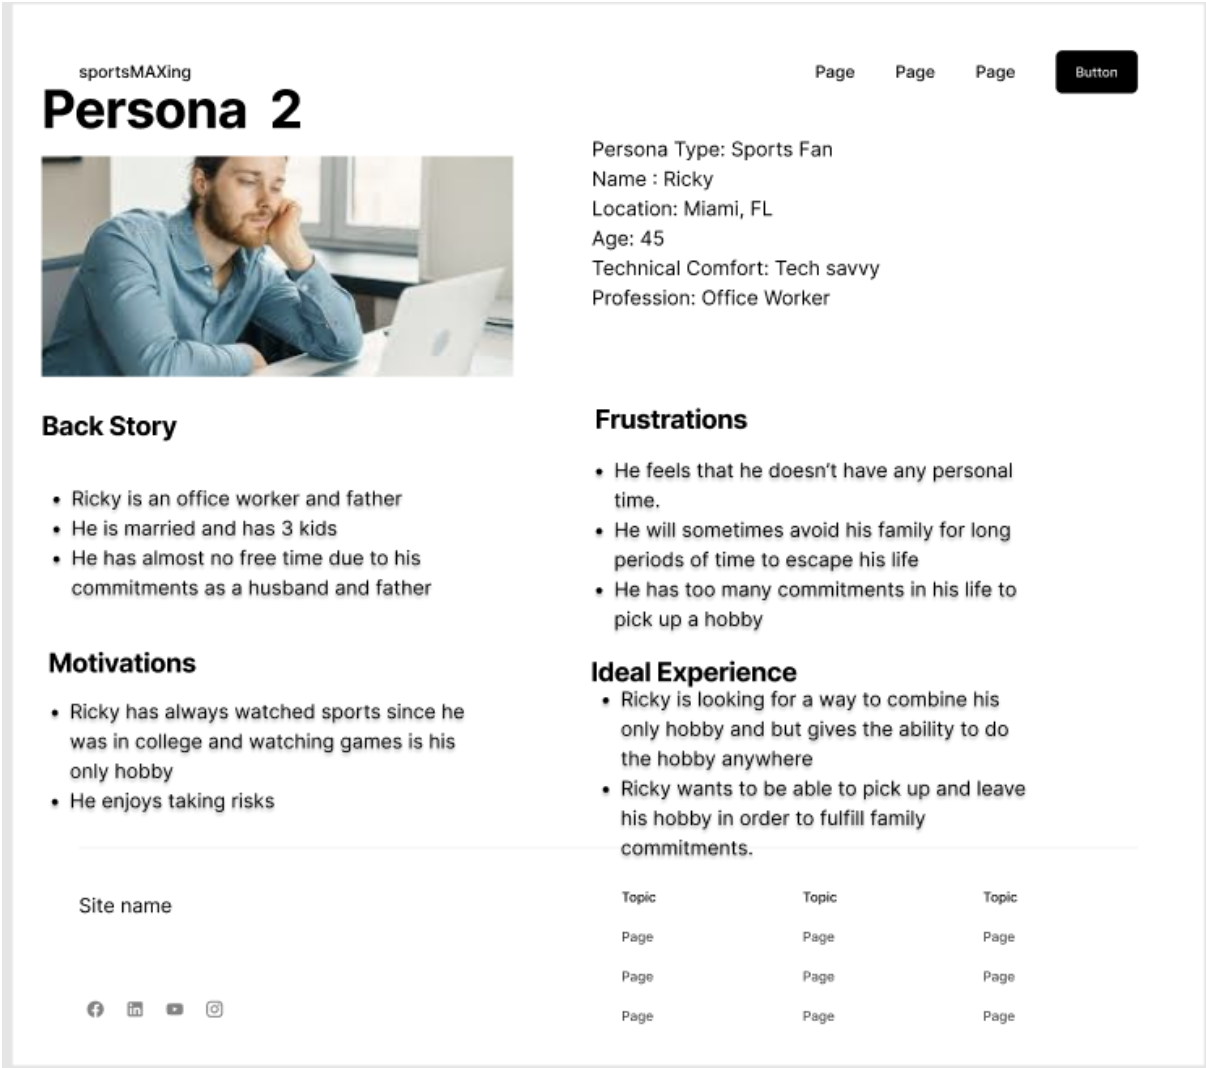 sportsMAXing
Page Page Page Button
Persona 2
Persona Type: Sports Fan
Name : Ricky
Location: Miami, FL
Age: 45
Technical Comfort: Tech savvy
Profession: Office Worker
Back Story
• Ricky is an office worker and father
• He is married and has 3 kids
• He has almost no free time due to his
commitments as a husband and father
Frustrations
• He feels that he doesn’t have any personal
time.
• He will sometimes avoid his family for long
periods of time to escape his life
• He has too many commitments in his life to
pick up a hobby
Motivations
• Ricky has always watched sports since he
was in college and watching games is his
only hobby
• He enjoys taking risks
Ideal Experience
• Ricky is looking for a way to combine his
only hobby and but gives the ability to do
the hobby anywhere
• Ricky wants to be able to pick up and leave
his hobby in order to fulfill family
commitments.
Site name
Topic Topic Topic
Page Page Page
Page Page Page
Page Page Page